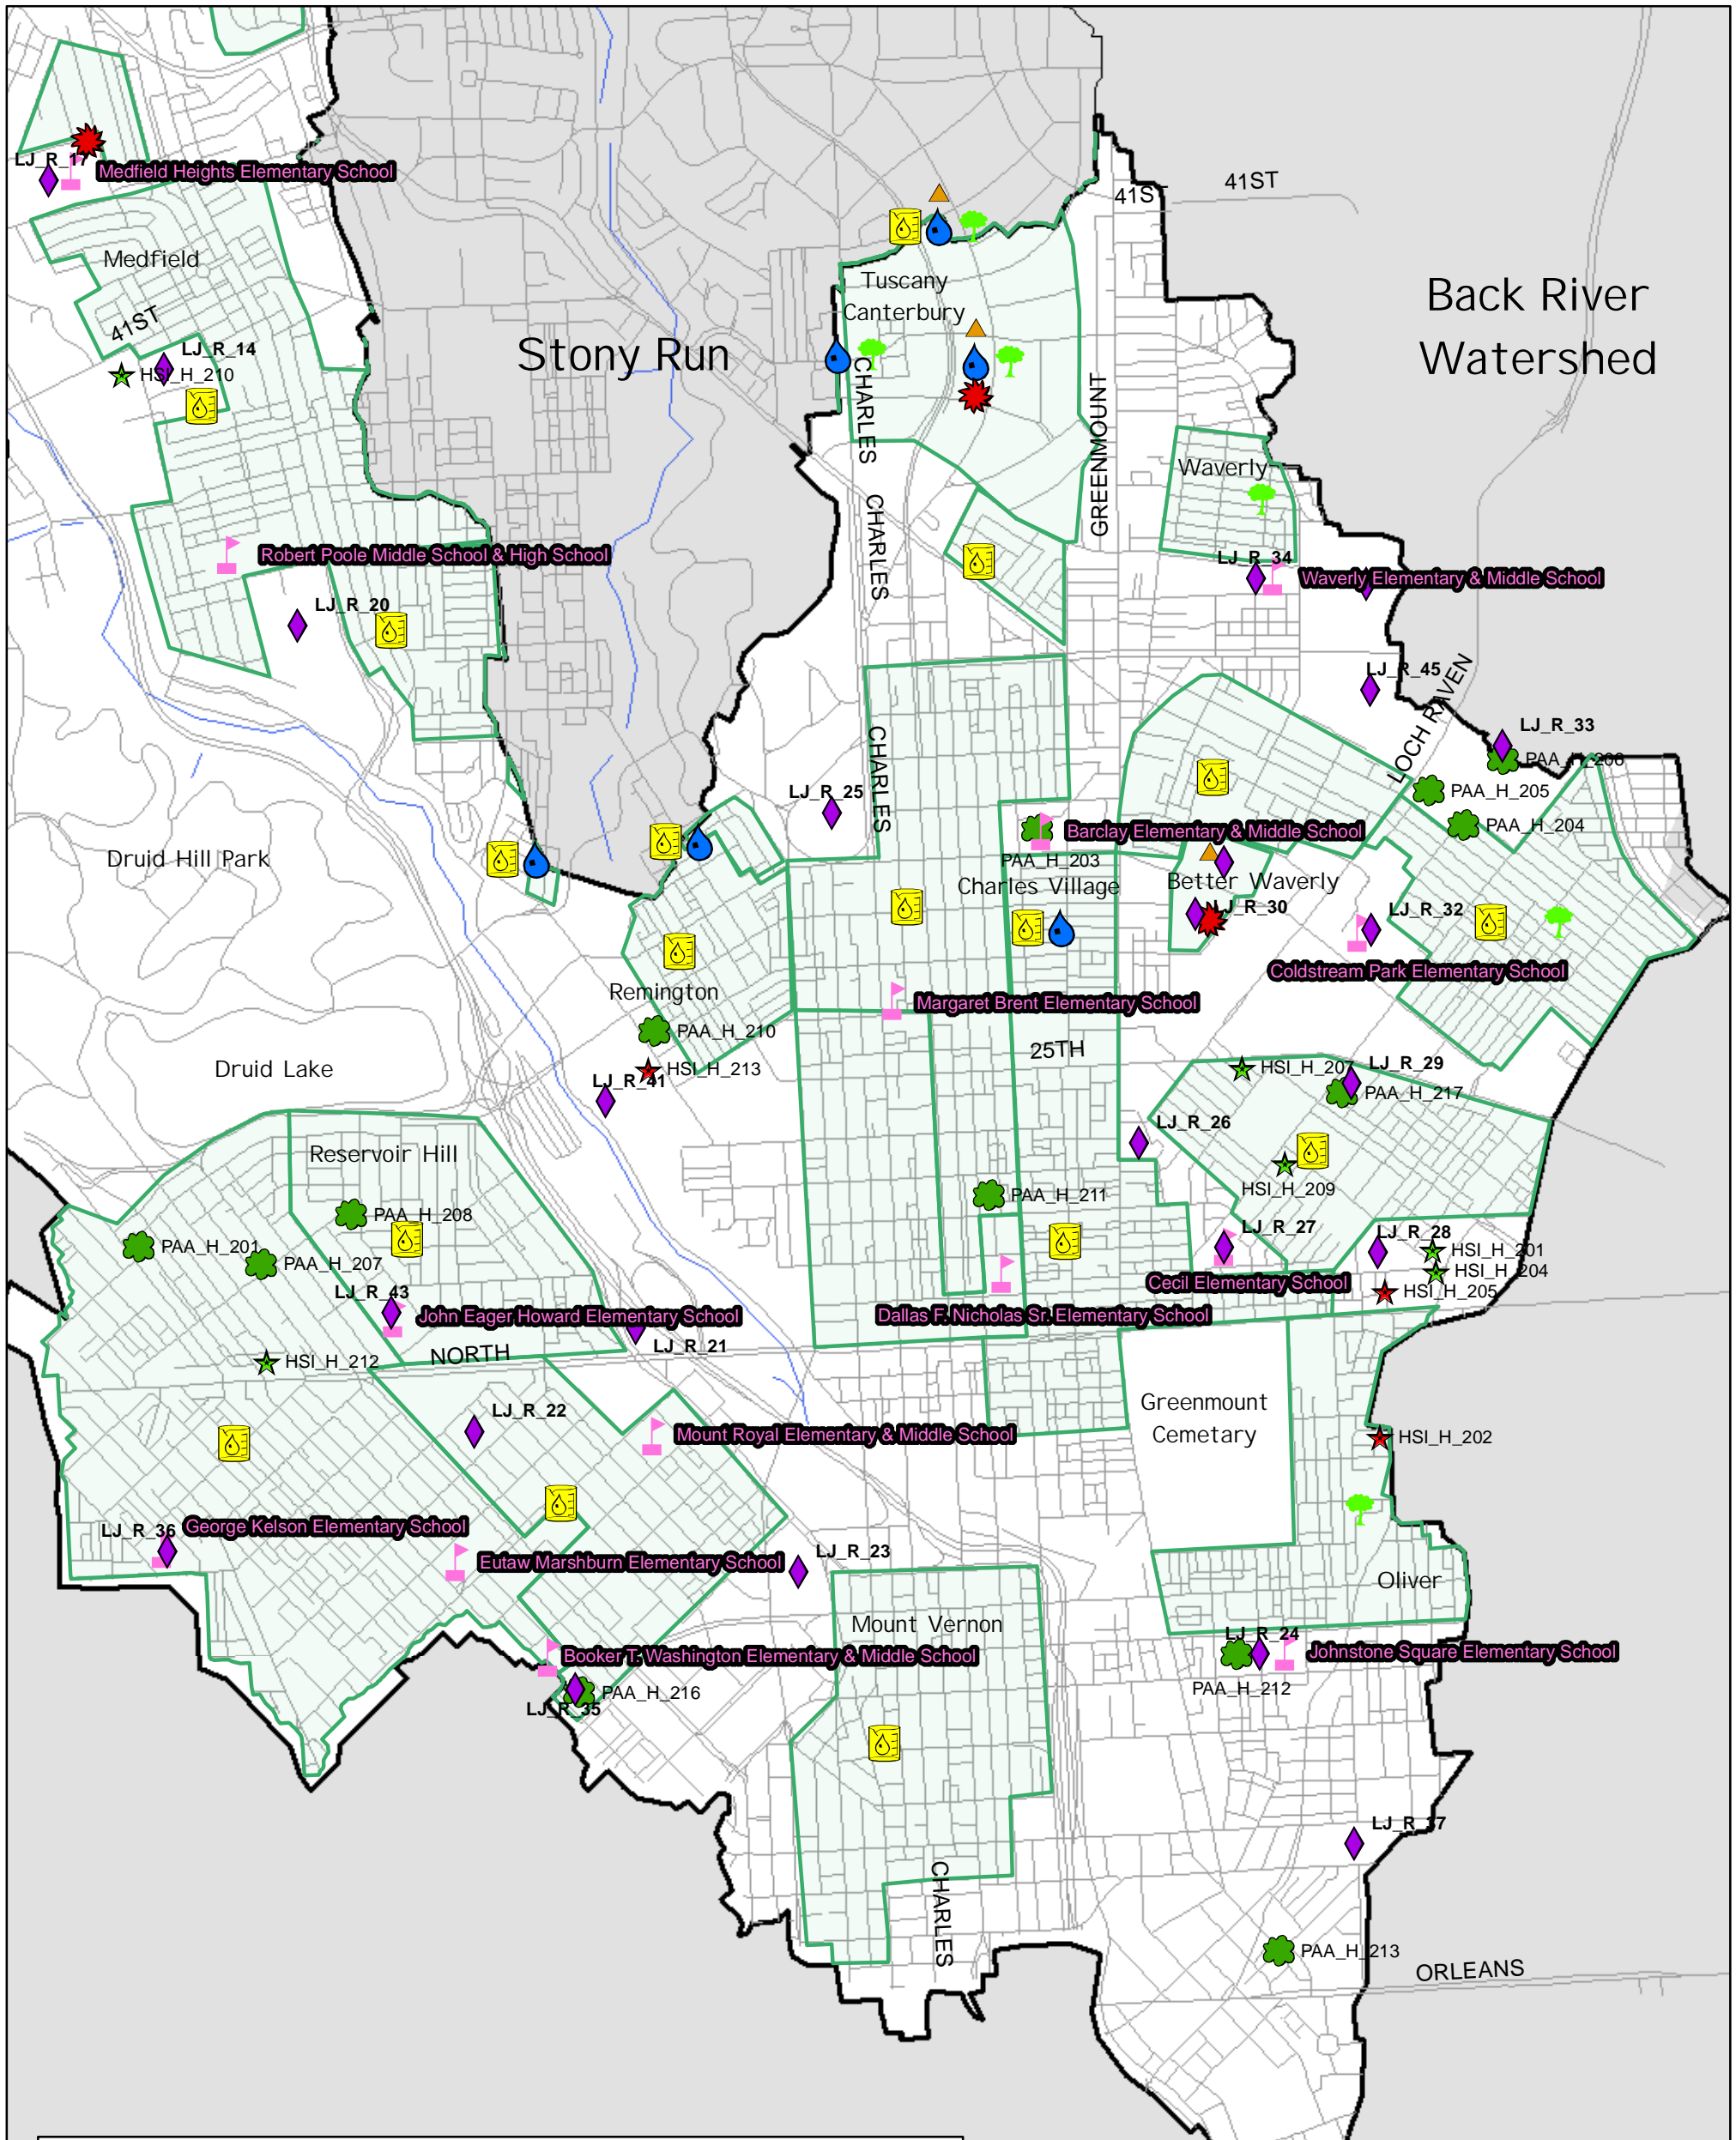 41ST
41ST
LJ_R_17
Medfield Heights Elementary School
Medfield
41ST
LJ_R_14
HSI_H_210
Stony Run
Tuscany
Canterbury
CHARLES
GREENMOUNT
Back River
Watershed
Waverly
CHARLES
Robert Poole Middle School & High School
LJ_R_34
Waverly Elementary & Middle School
LJ_R_20
LJ_R_45
LOCH RAVEN
LJ_R_33
PAA_H_206
CHARLES
LJ_R_25
PAA_H_205
PAA_H_204
Barclay Elementary & Middle School
PAA_H_203
Druid Hill Park
Charles Village
Better Waverly
LJ_R_30
LJ_R_32
Coldstream Park Elementary School
Remington
Margaret Brent Elementary School
PAA_H_210
25TH
Druid Lake
HSI_H_213
LJ_R_41
HSI_H_207
LJ_R_29
PAA_H_217
LJ_R_26
Reservoir Hill
HSI_H_209
PAA_H_211
PAA_H_208
PAA_H_201
PAA_H_207
LJ_R_27
LJ_R_28
HSI_H_201
HSI_H_204
Cecil Elementary School
HSI_H_205
LJ_R_43
John Eager Howard Elementary School
Dallas F. Nicholas Sr. Elementary School
LJ_R_21
NORTH
HSI_H_212
Greenmount
Cemetary
LJ_R_22
Mount Royal Elementary & Middle School
HSI_H_202
LJ_R_36
George Kelson Elementary School
Eutaw Marshburn Elementary School
LJ_R_23
Oliver
Mount Vernon
LJ_R_24
Johnstone Square Elementary School
Booker T. Washington Elementary & Middle School
PAA_H_216
LJ_R_35
PAA_H_212
LJ_R_37
CHARLES
PAA_H_213
ORLEANS